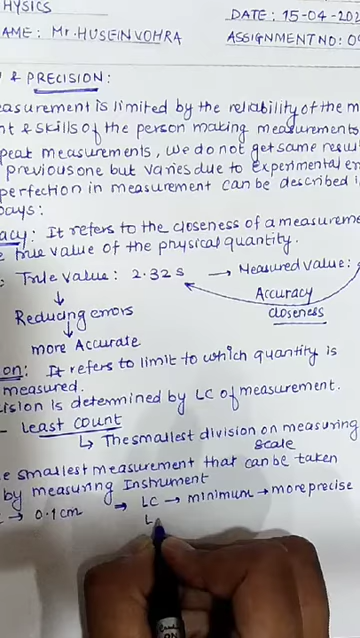 HYSICS
DATE: 15-04-202
AME: Mr. HUSEIN VOHRA
ASSIGNMENT NO: 0
& PRECISION:
easurement is limited by the reliability of the m
nt & skills of the person making measurements
peat measurements, we do not get same resul
previous one but varies due to experimental er
perfection in measurement can be described i
ways:
acy: It refers to the closeness of a measureme
e true value of the physical quantity.
: True value: 2.32s → Measured value:
↓ Accuracy
Reducing errors closeness
↓
more Accurate
on: It refers to limit to which quantity is
measured.
cision is determined by LC of measurement.
- Least count
↳ The smallest division on measuring
scale
e smallest measurement that can be taken
by measuring Instrument
→ 0.1 cm ⇒ LC → minimum → more precise
L